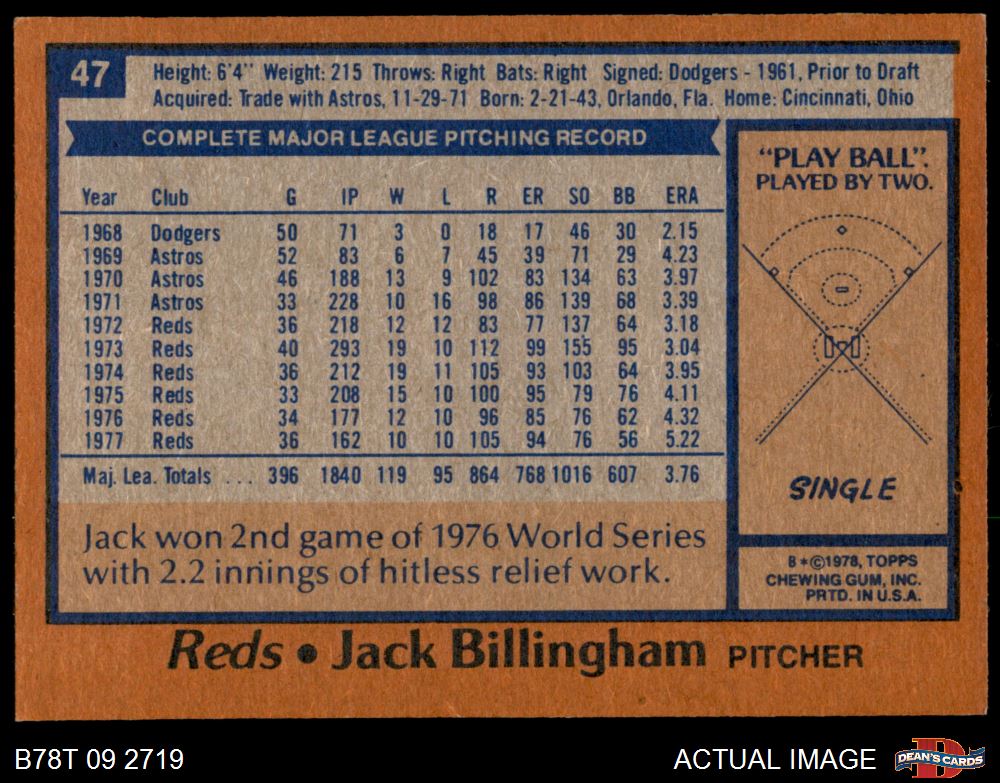 47
Height: 6'4" Weight: 215 Throws: Right Bats: Right Signed: Dodgers - 1961, Prior to Draft
Acquired: Trade with Astros, 11-29-71 Born: 2-21-43, Orlando, Fla. Home: Cincinnati, Ohio
COMPLETE MAJOR LEAGUE PITCHING RECORD
Year Club G IP W L R ER SO BB ERA
1968 Dodgers 50 71 3 0 18 17 46 30 2.15
1969 Astros 52 83 6 7 45 39 71 29 4.23
1970 Astros 46 188 13 9 102 83 134 63 3.97
1971 Astros 33 228 10 16 98 86 139 68 3.39
1972 Reds 36 218 12 12 83 77 137 64 3.18
1973 Reds 40 293 19 10 112 99 155 95 3.04
1974 Reds 36 212 19 11 105 93 103 64 3.95
1975 Reds 33 208 15 10 100 95 79 76 4.11
1976 Reds 34 177 12 10 96 85 76 62 4.32
1977 Reds 36 162 10 10 105 94 76 56 5.22
Maj. Lea. Totals ... 396 1840 119 95 864 768 1016 607 3.76
Jack won 2nd game of 1976 World Series
with 2.2 innings of hitless relief work.
"PLAY BALL".
PLAYED BY TWO.
SINGLE
8*©1978, TOPPS
CHEWING GUM, INC.
PRTD. IN U.S.A.
Reds • Jack Billingham PITCHER
B78T 09 2719
ACTUAL IMAGE
D
DEAN'S CARDS